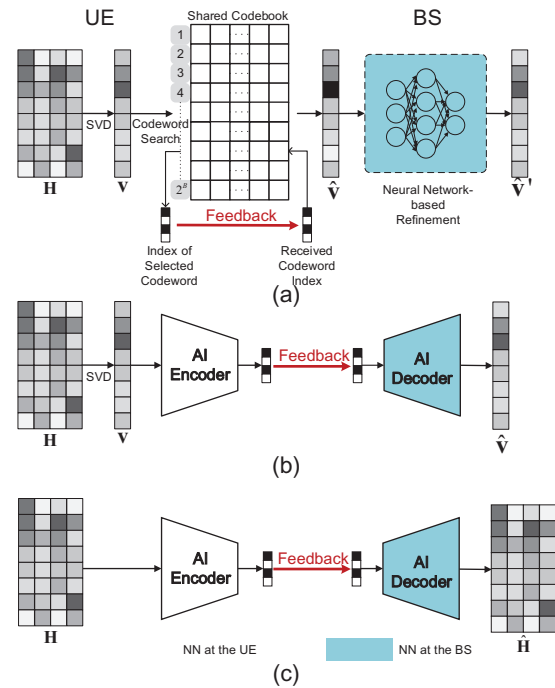 UE
Shared Codebook
BS
1
2
3
4
2^B
...
...
...
...
...
...
...
SVD
Codeword
Search
H
v
v̂
Neural Network-
based
Refinement
v̂'
Feedback
Index of
Selected
Codeword
Received
Codeword
Index
(a)
SVD
AI
Encoder
Feedback
AI
Decoder
H
v
v̂
(b)
AI
Encoder
Feedback
AI
Decoder
H
Ĥ
NN at the UE
NN at the BS
(c)